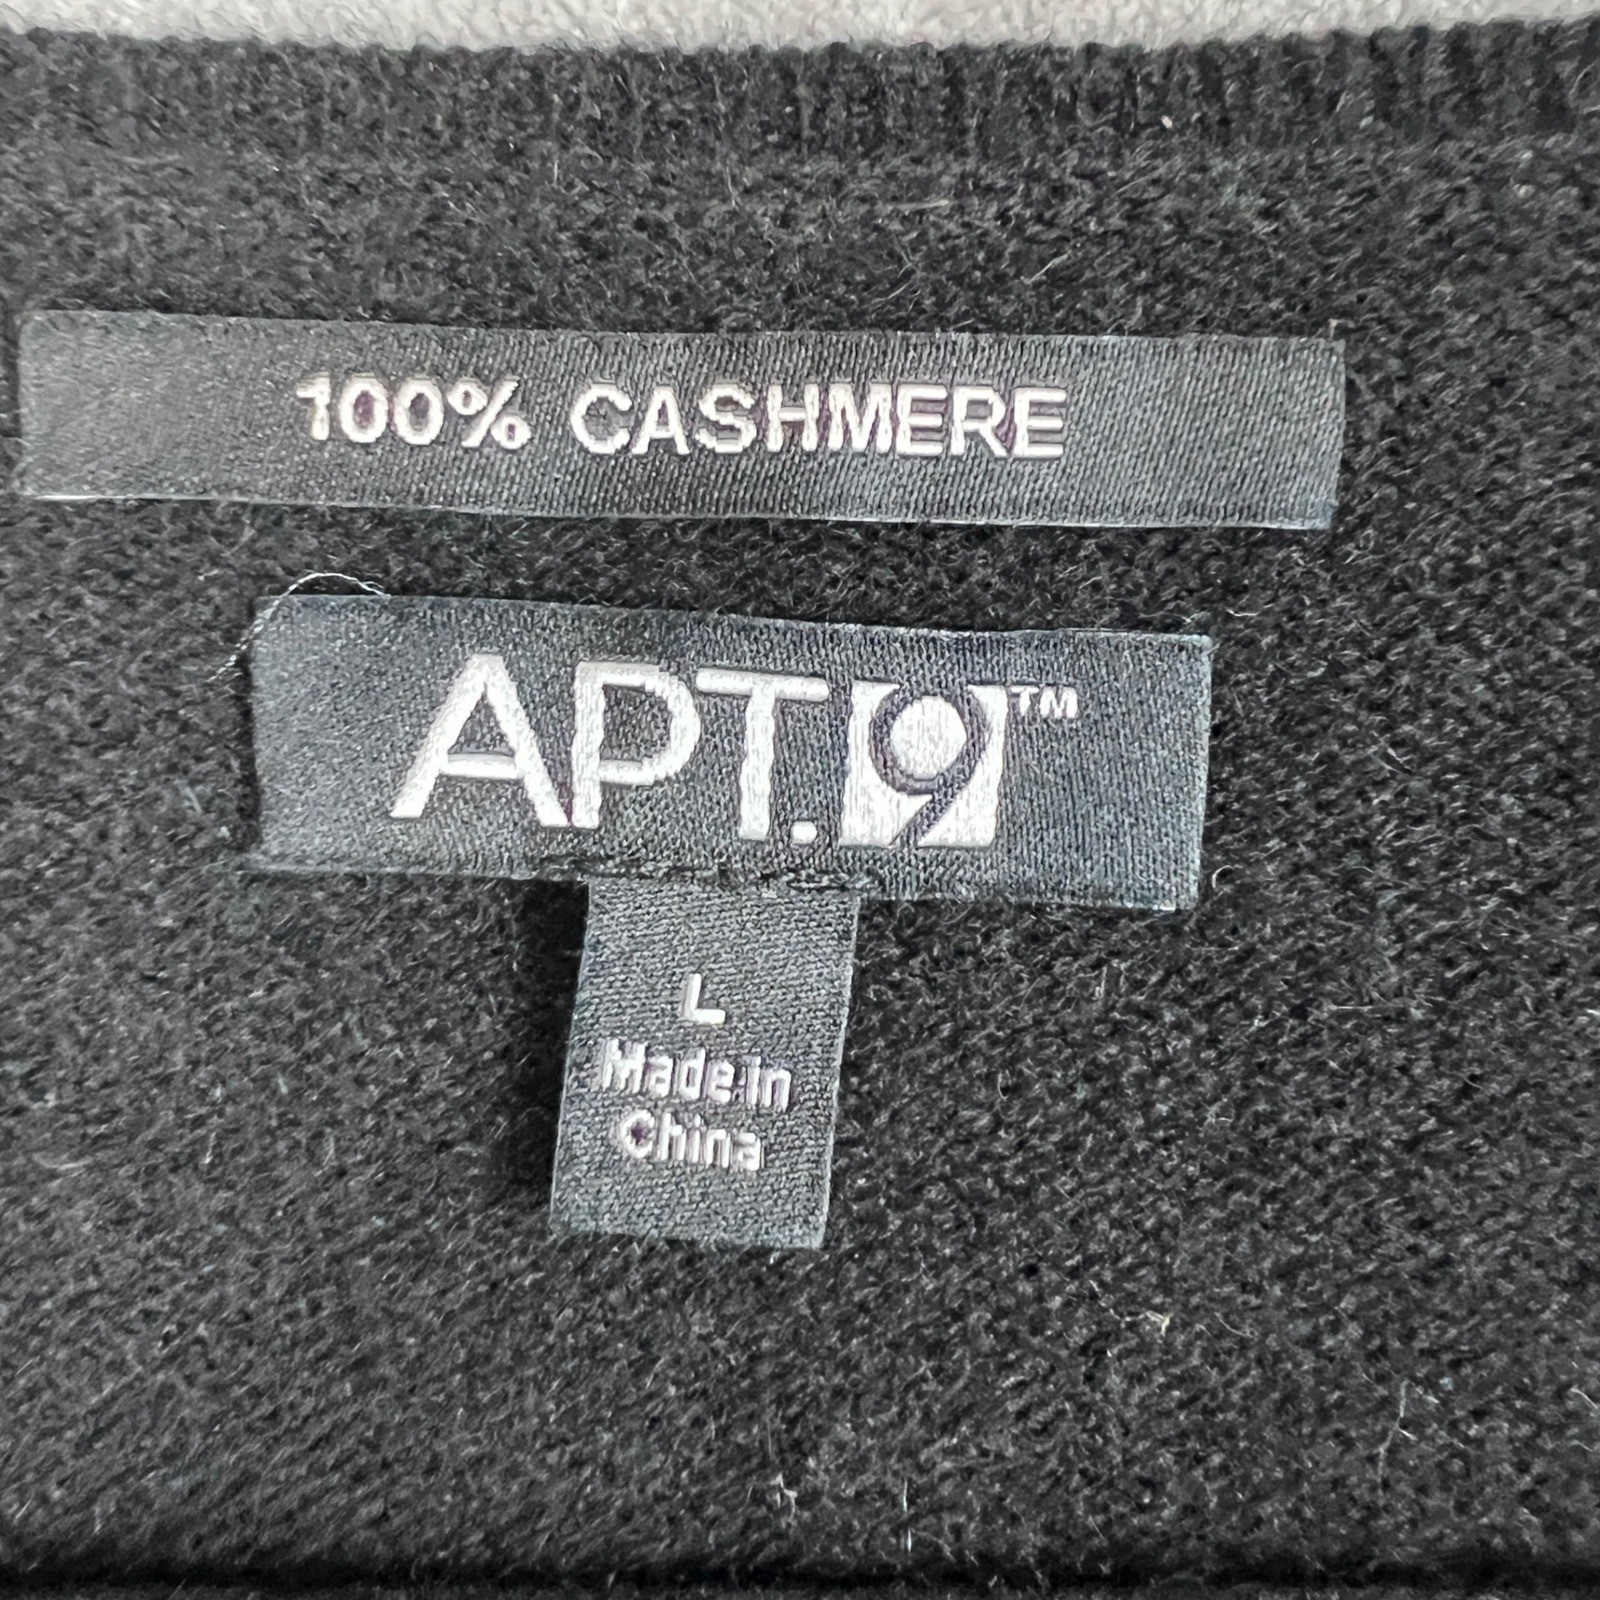 100% CASHMERE
APT.9™
L
Made in
China